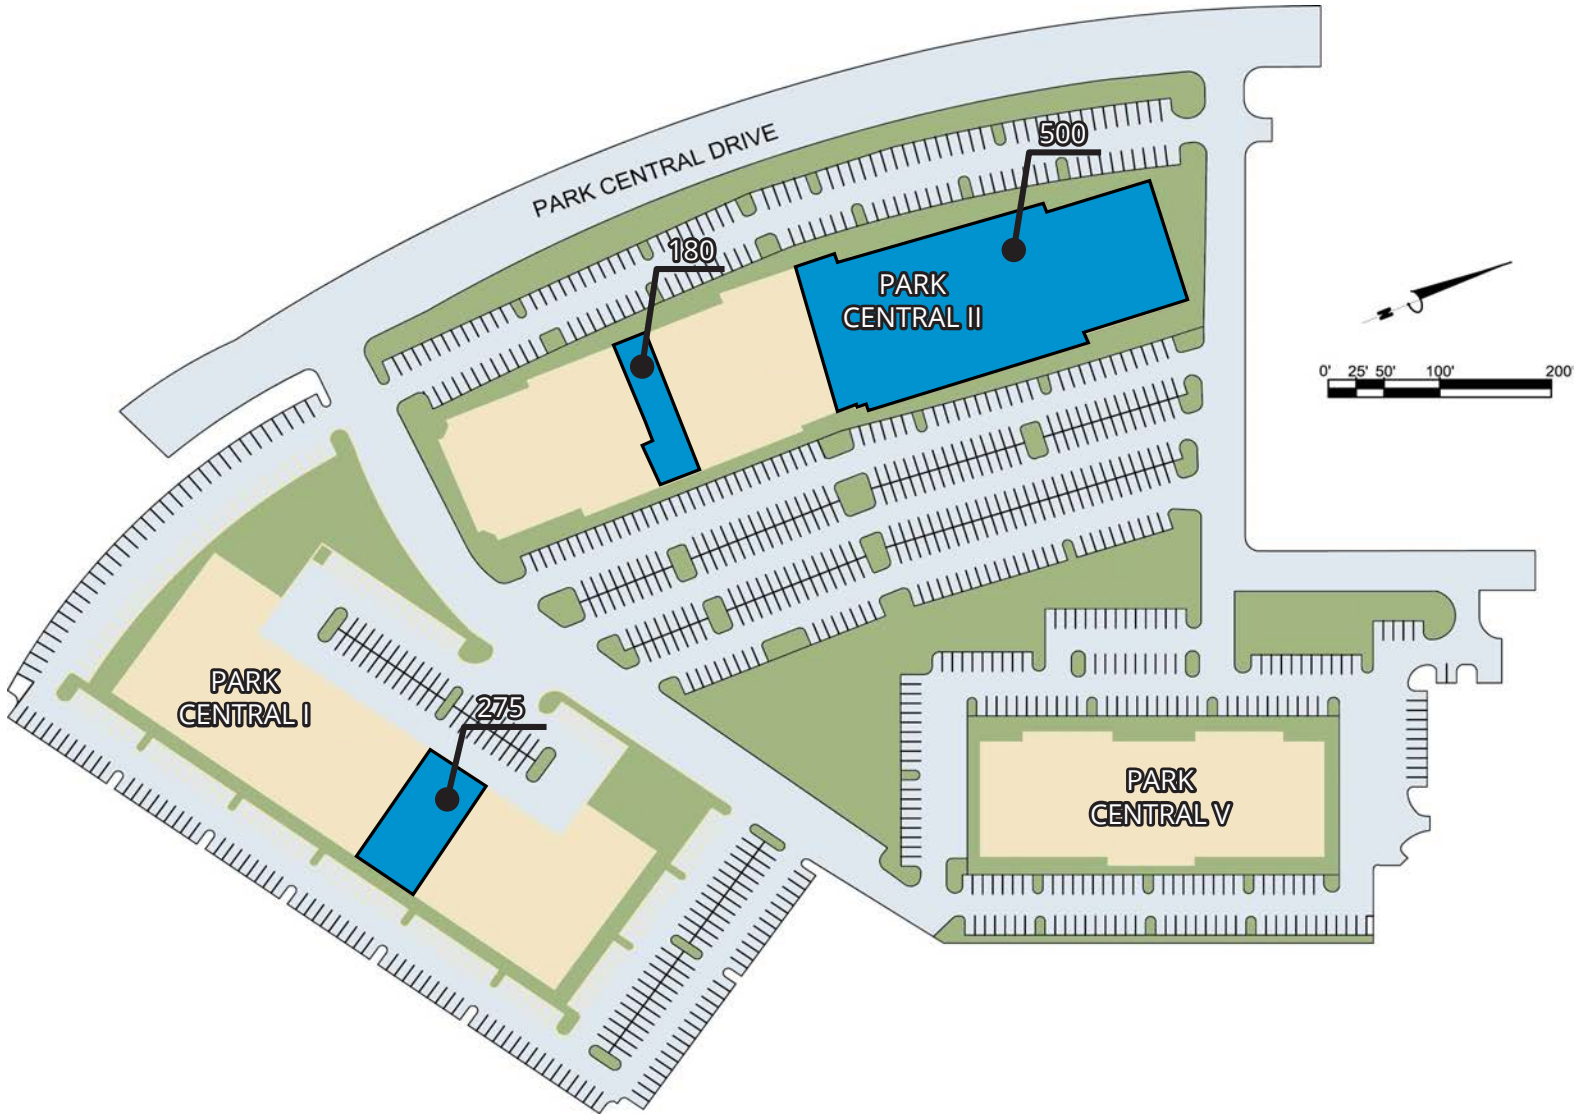 PARK CENTRAL DRIVE
500
180
PARK
CENTRAL II
N
0' 25' 50' 100' 200'
PARK
CENTRAL I
275
PARK
CENTRAL V